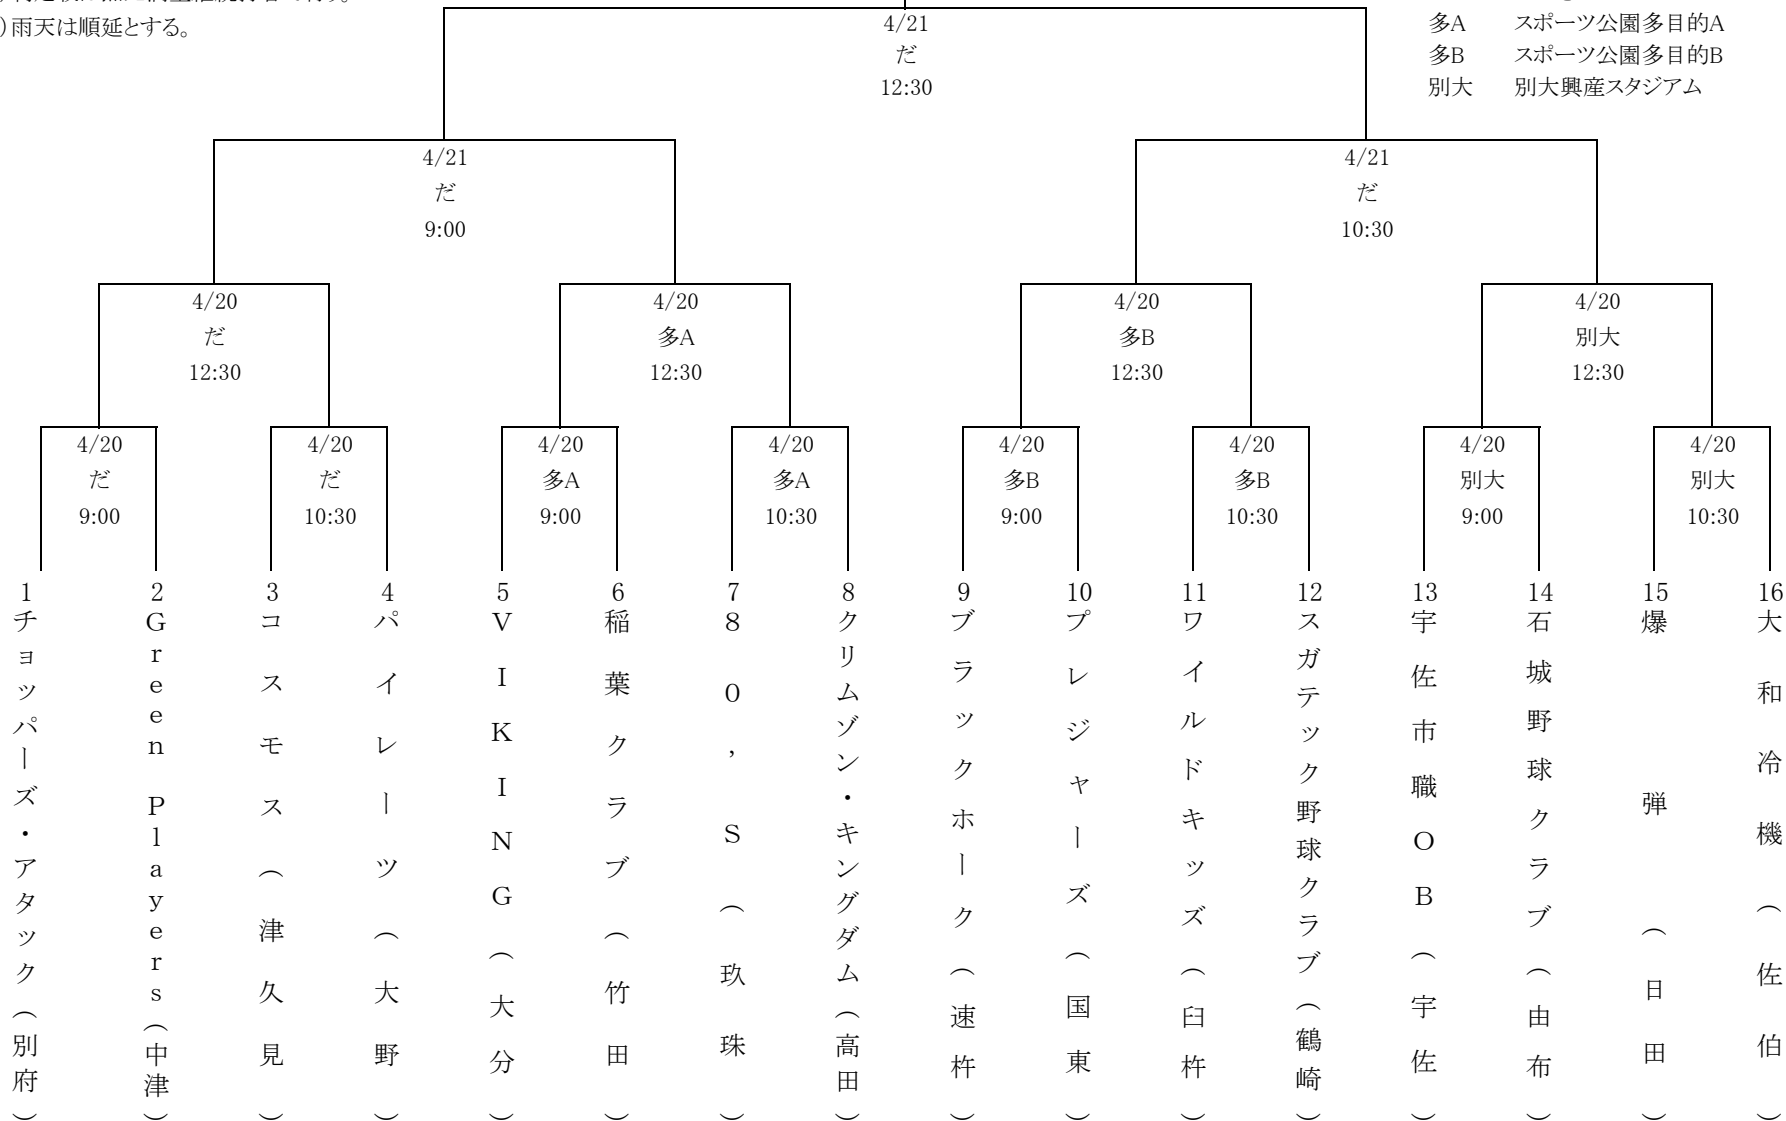 )雨天は順延とする。
多A スポーツ公園多目的A
多B スポーツ公園多目的B
別大 別大興産スタジアム
4/21
だ
12:30
4/21
だ
9:00
4/21
だ
10:30
4/20
だ
12:30
4/20
多A
12:30
4/20
多B
12:30
4/20
別大
12:30
4/20
だ
9:00
4/20
だ
10:30
4/20
多A
9:00
4/20
多A
10:30
4/20
多B
9:00
4/20
多B
10:30
4/20
別大
9:00
4/20
別大
10:30
1
チョッパーズ・アタック(別府)
2
Green Players(中津)
3
コスモス(津久見)
4
パイレーツ(大野)
5
VIKING(大分)
6
稲葉クラブ(竹田)
7
80,S(玖珠)
8
クリムゾン・キングダム(高田)
9
ブラックホーク(速杵)
10
プレジャーズ(国東)
11
ワイルドキッズ(臼杵)
12
スガテック野球クラブ(鶴崎)
13
宇佐市職OB(宇佐)
14
石城野球クラブ(由布)
15
爆弾(日田)
16
大和冷機(佐伯)